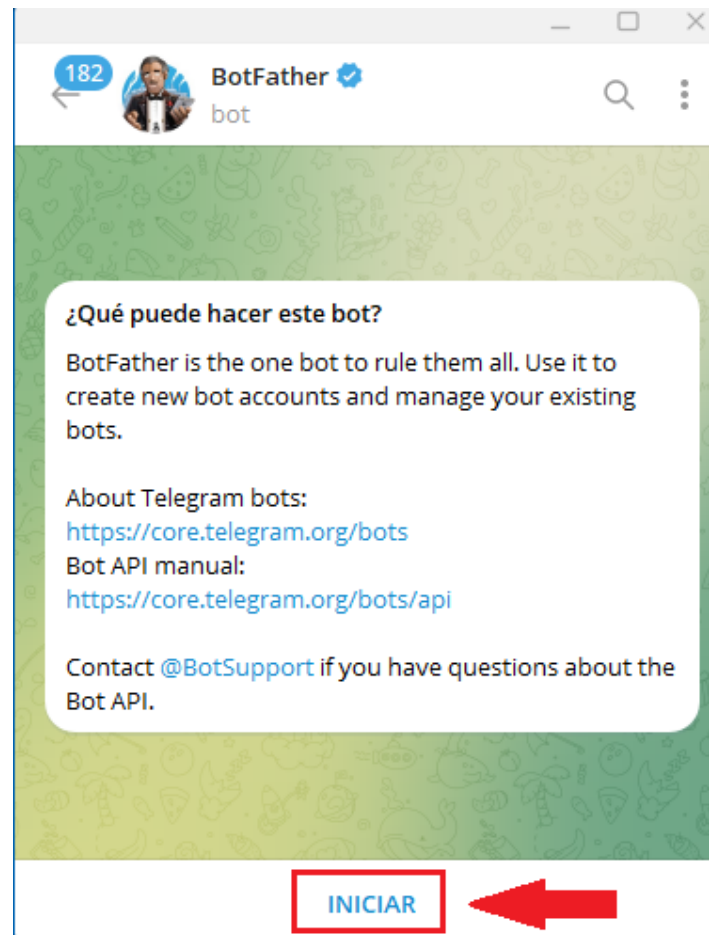 182
BotFather
bot
¿Qué puede hacer este bot?
BotFather is the one bot to rule them all. Use it to
create new bot accounts and manage your existing
bots.
About Telegram bots:
https://core.telegram.org/bots
Bot API manual:
https://core.telegram.org/bots/api
Contact @BotSupport if you have questions about the
Bot API.
INICIAR